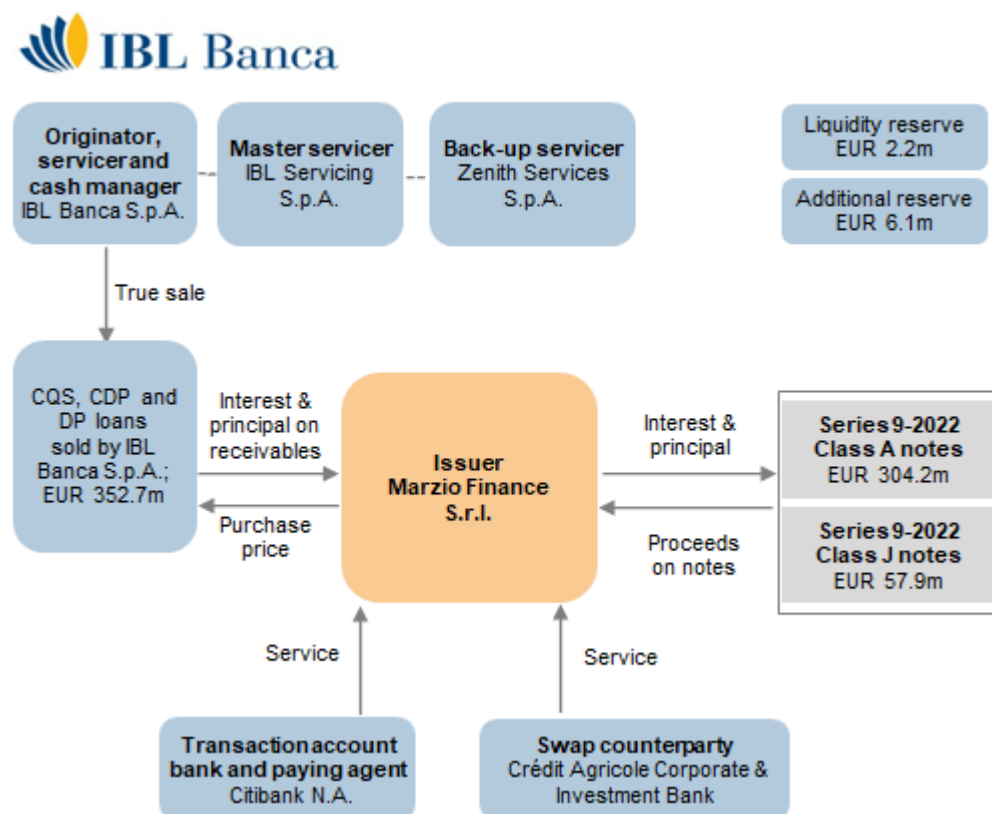 IBL Banca
Originator,
servicer and
cash manager
IBL Banca S.p.A.
Master servicer
IBL Servicing
S.p.A.
Back-up servicer
Zenith Services
S.p.A.
Liquidity reserve
EUR 2.2m
Additional reserve
EUR 6.1m
True sale
CQS, CDP and
DP loans
sold by IBL
Banca S.p.A.;
EUR 352.7m
Interest &
principal on
receivables
Purchase
price
Issuer
Marzio Finance
S.r.l.
Interest &
principal
Proceeds
on notes
Series 9-2022
Class A notes
EUR 304.2m
Series 9-2022
Class J notes
EUR 57.9m
Service
Service
Transaction account
bank and paying agent
Citibank N.A.
Swap counterparty
Crédit Agricole Corporate &
Investment Bank